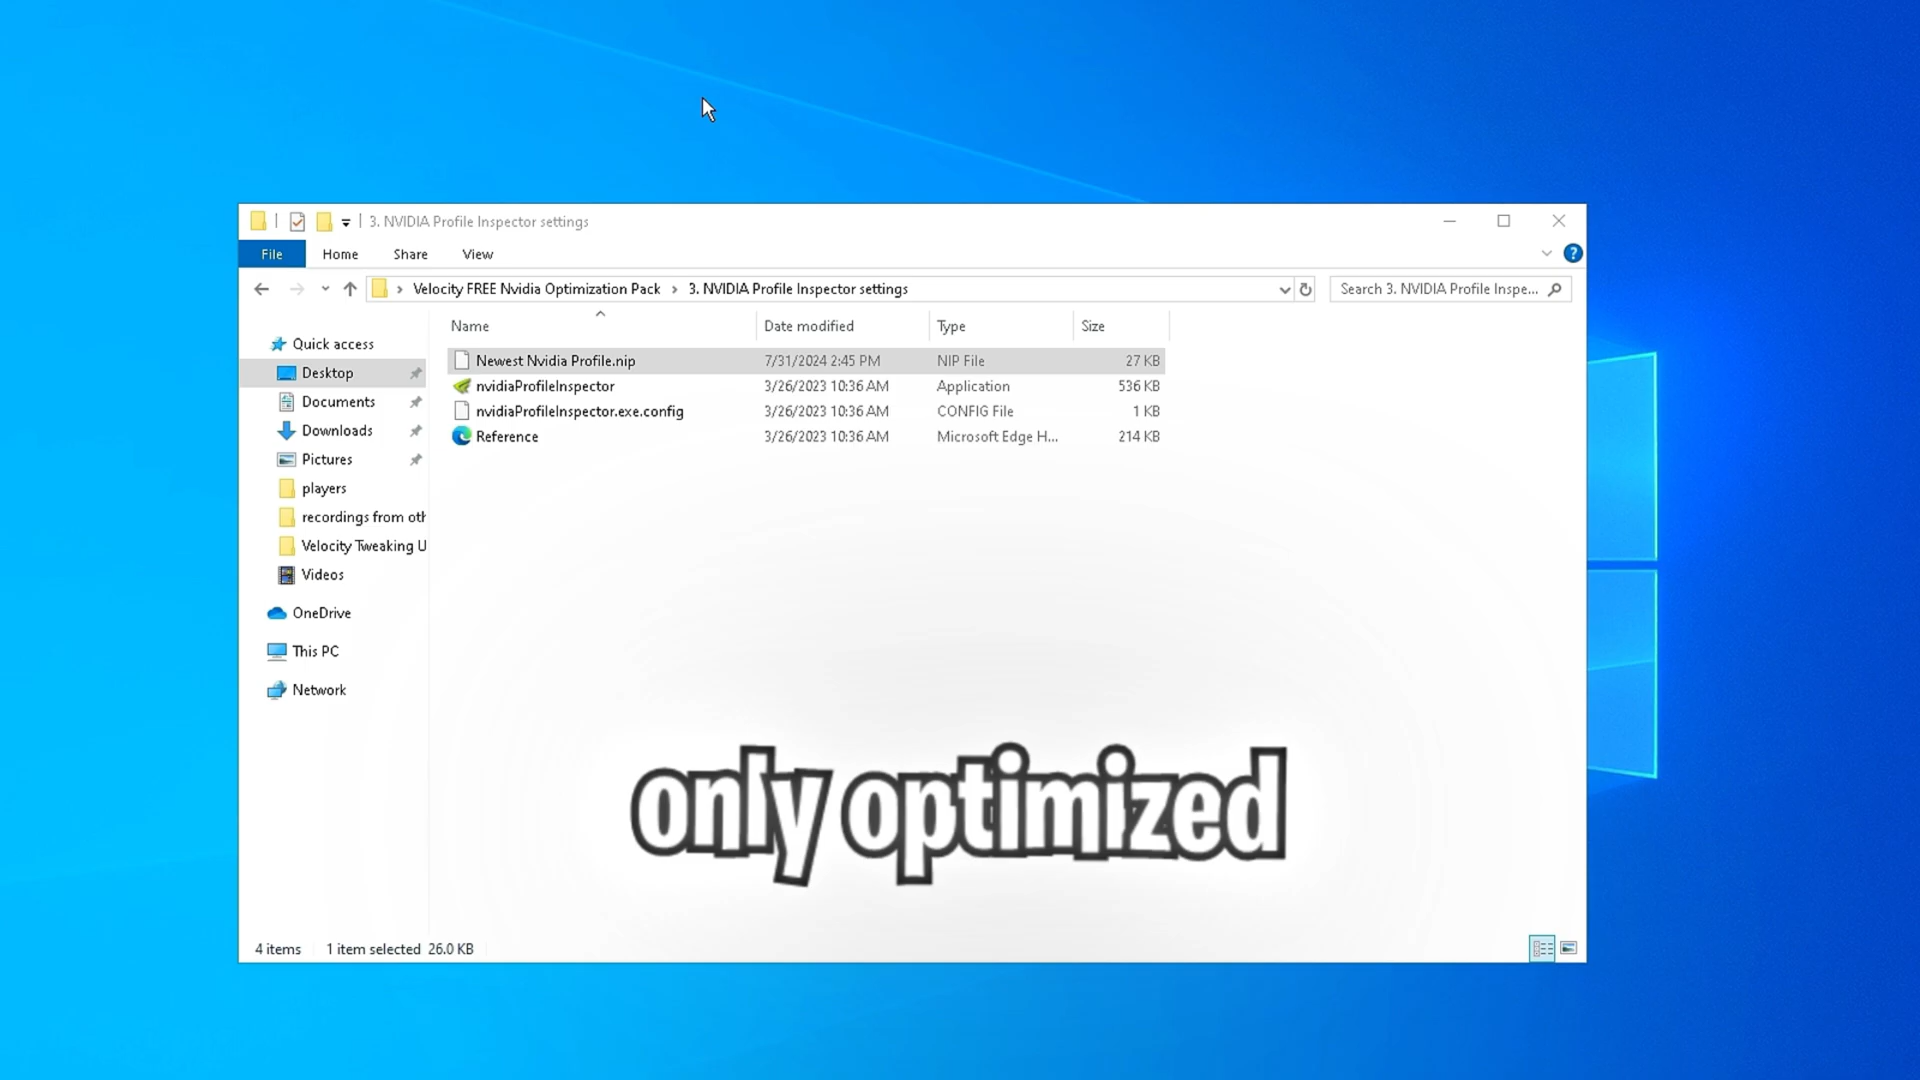 3. NVIDIA Profile Inspector settings
File Home Share View
Velocity FREE Nvidia Optimization Pack › 3. NVIDIA Profile Inspector settings
Search 3. NVIDIA Profile Inspe...
Name Date modified Type Size
Newest Nvidia Profile.nip 7/31/2024 2:45 PM NIP File 27 KB
nvidiaProfileInspector 3/26/2023 10:36 AM Application 536 KB
nvidiaProfileInspector.exe.config 3/26/2023 10:36 AM CONFIG File 1 KB
Reference 3/26/2023 10:36 AM Microsoft Edge H... 214 KB
Quick access
Desktop
Documents
Downloads
Pictures
players
recordings from oth
Velocity Tweaking U
Videos
OneDrive
This PC
Network
only optimized
4 items 1 item selected 26.0 KB